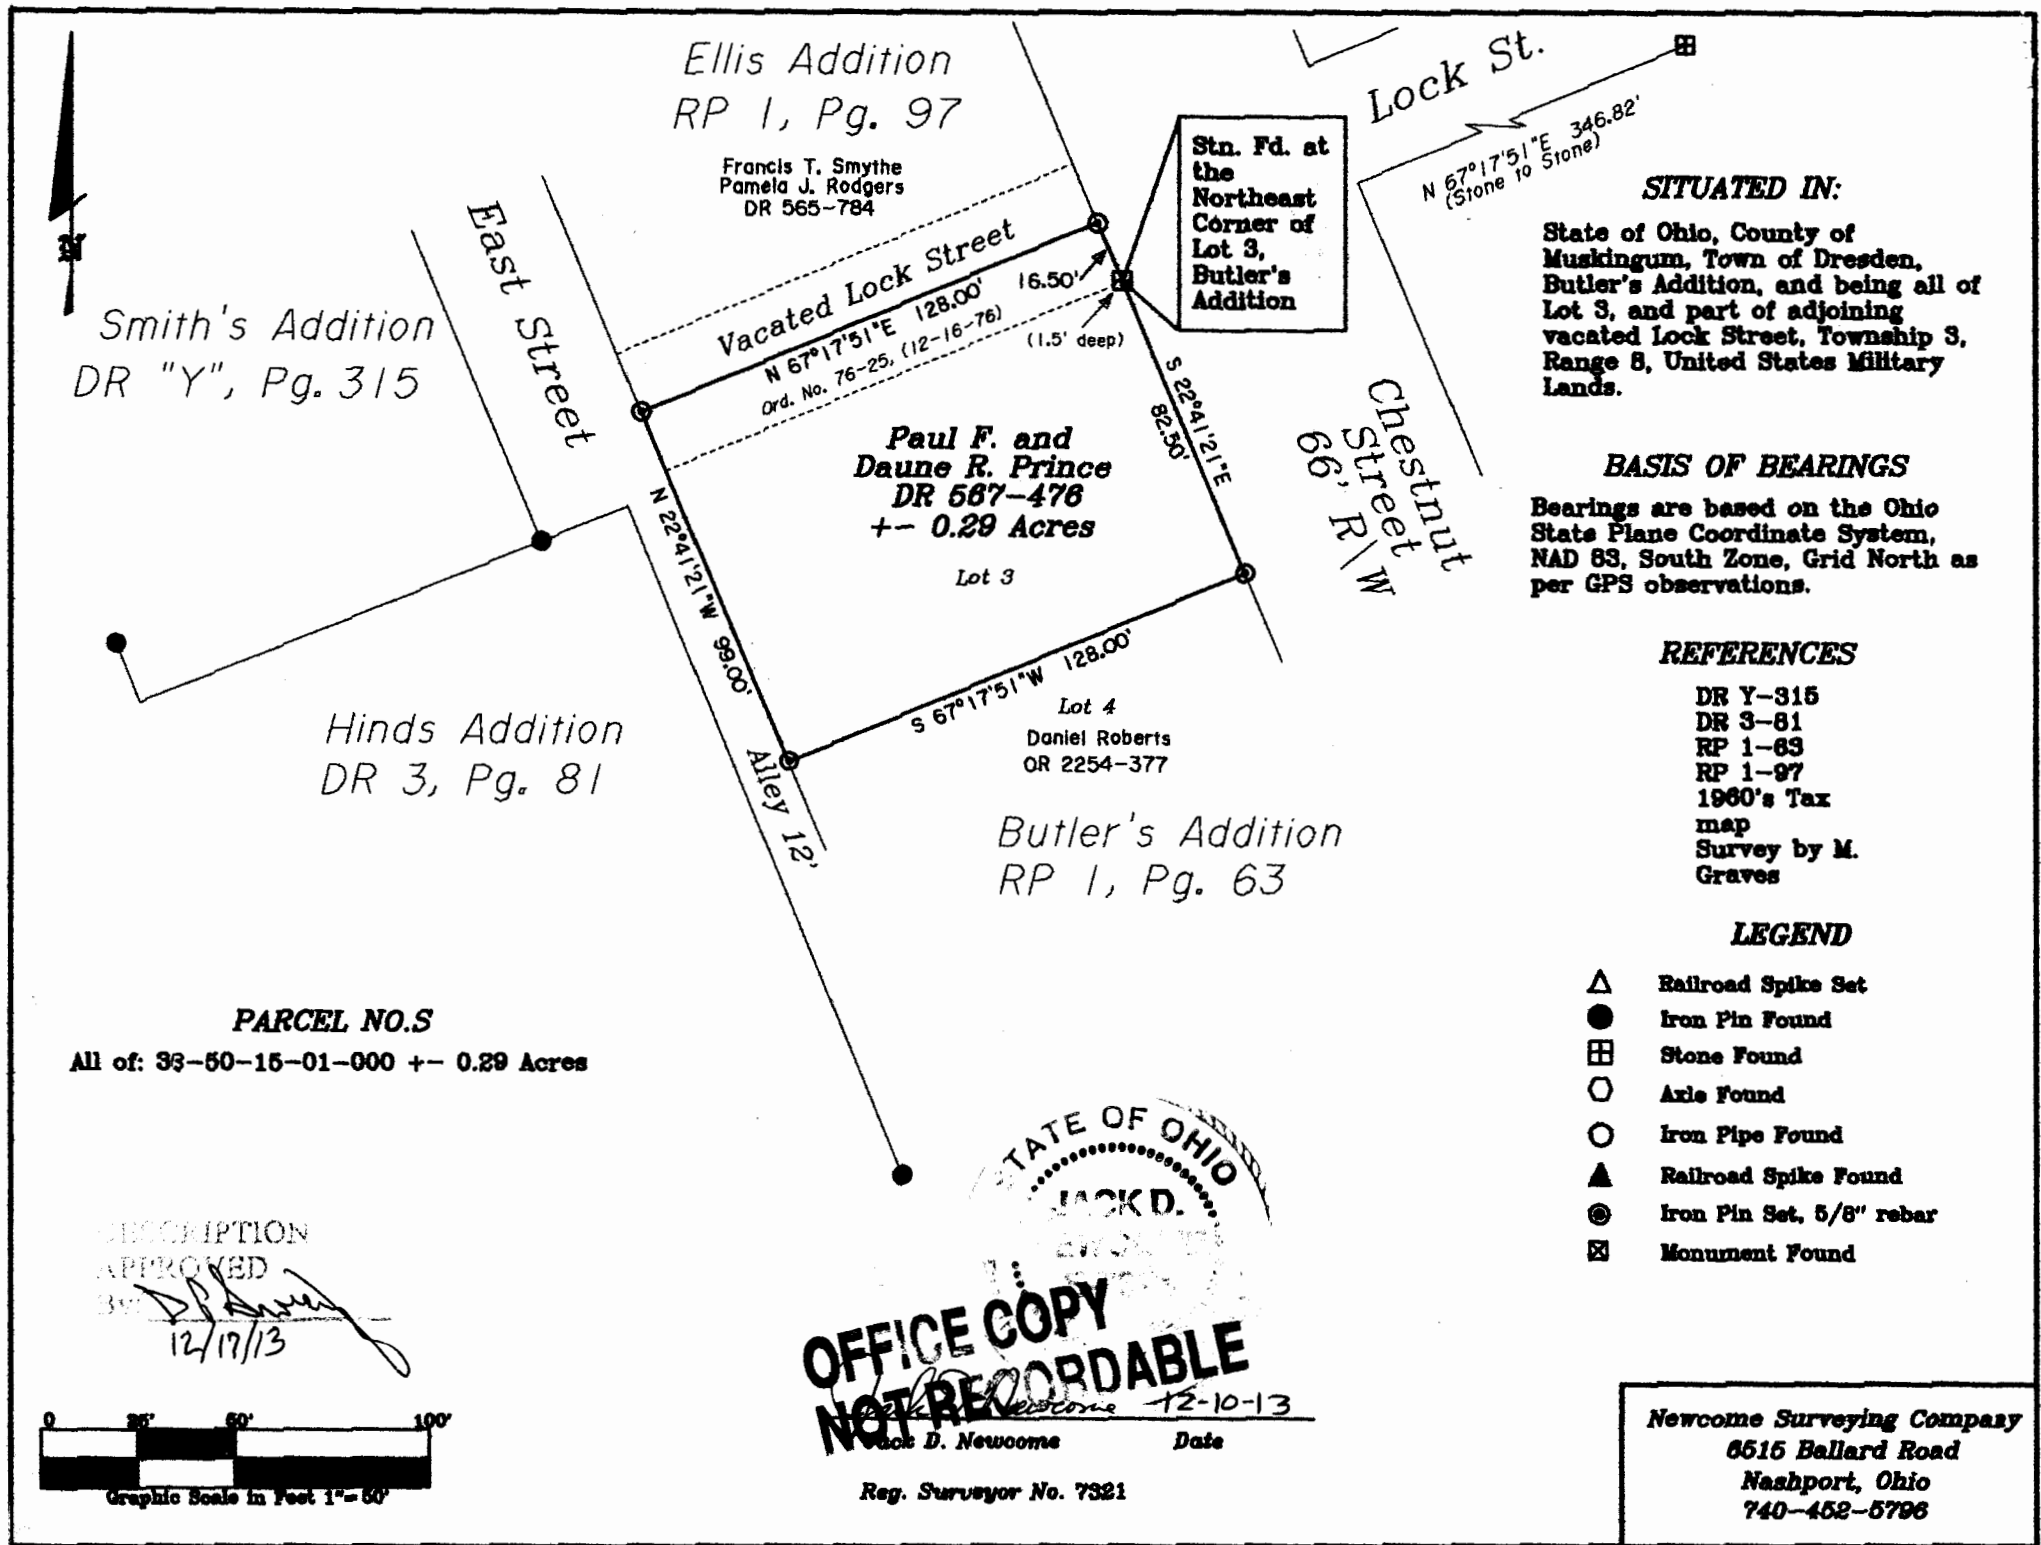 Ellis Addition
RP 1, Pg. 97
Francis T. Smythe
Pamela J. Rodgers
DR 565-784
Lock St.
N 67°17'51"E 346.82'
(Stone to Stone)
Stn. Fd. at
the
Northeast
Corner of
Lot 3,
Butler's
Addition
N
East Street
Smith's Addition
DR "Y", Pg. 315
Vacated Lock Street
N 67°17'51"E 128.00'
16.50'
Ord. No. 76-25, (12-16-76)
(1.5' deep)
S 22°41'21"E
82.50'
Chestnut
Street
66' R\W
Paul F. and
Daune R. Prince
DR 567-476
+- 0.29 Acres
Lot 3
N 22°41'21"W 99.00'
S 67°17'51"W 128.00'
Lot 4
Daniel Roberts
OR 2254-377
Alley 12'
Hinds Addition
DR 3, Pg. 81
Butler's Addition
RP 1, Pg. 63
SITUATED IN:
State of Ohio, County of
Muskingum, Town of Dresden,
Butler's Addition, and being all of
Lot 3, and part of adjoining
vacated Lock Street, Township 3,
Range 8, United States Military
Lands.
BASIS OF BEARINGS
Bearings are based on the Ohio
State Plane Coordinate System,
NAD 83, South Zone, Grid North as
per GPS observations.
REFERENCES
DR Y-315
DR 3-81
RP 1-63
RP 1-97
1960's Tax
map
Survey by M.
Graves
LEGEND
Railroad Spike Set
Iron Pin Found
Stone Found
Axle Found
Iron Pipe Found
Railroad Spike Found
Iron Pin Set, 5/8" rebar
Monument Found
PARCEL NO.S
All of: 36-50-15-01-000 +- 0.29 Acres
DESCRIPTION
APPROVED
By:
12/17/13
0 25' 50' 100'
Graphic Scale in Feet 1"= 50'
STATE OF OHIO
JACK D.
OFFICE COPY
NOT RECORDABLE
Jack D. Newcome 12-10-13
Jack D. Newcome Date
Reg. Surveyor No. 7321
Newcome Surveying Company
6515 Ballard Road
Nashport, Ohio
740-452-5796